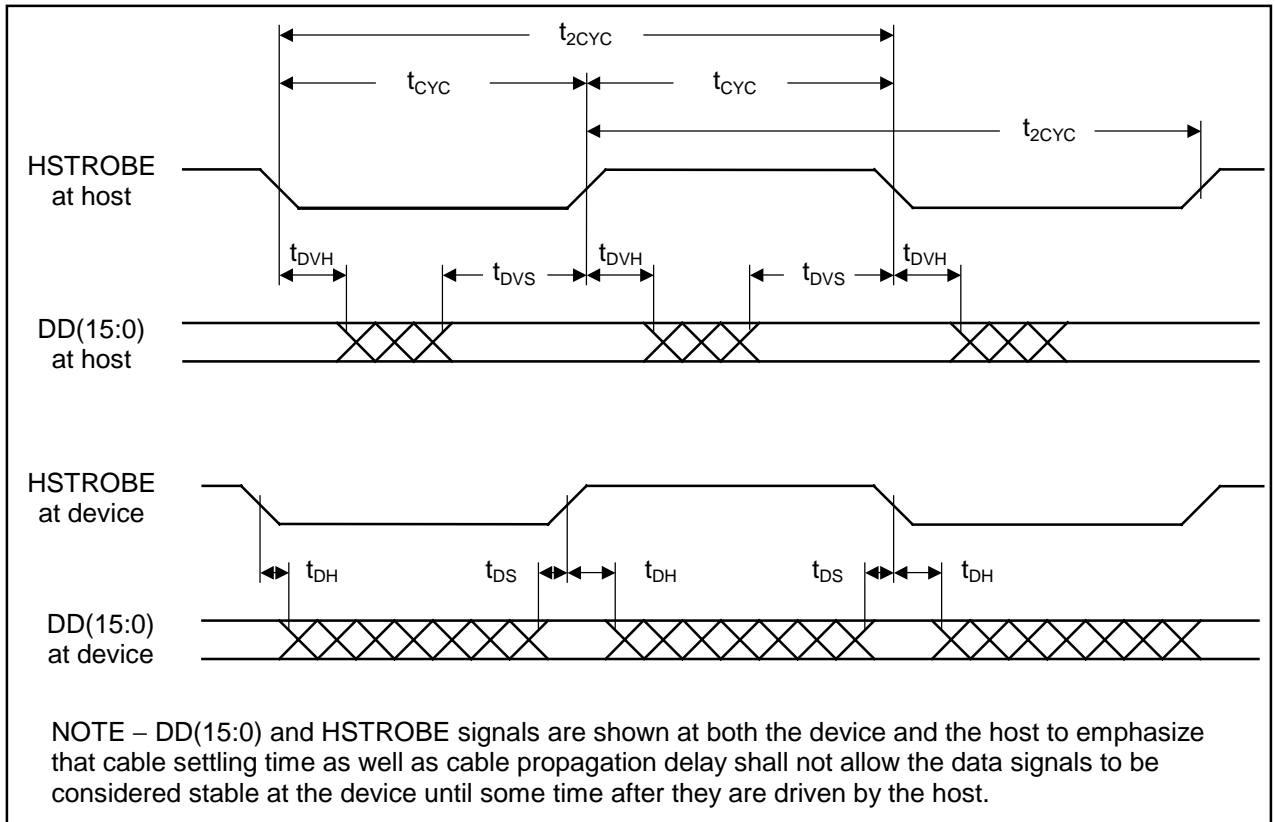 t2CYC
tCYC tCYC
t2CYC
HSTROBE
at host
tDVH tDVS tDVH tDVS tDVH
DD(15:0)
at host
HSTROBE
at device
tDH tDS tDH tDS tDH
DD(15:0)
at device
NOTE – DD(15:0) and HSTROBE signals are shown at both the device and the host to emphasize
that cable settling time as well as cable propagation delay shall not allow the data signals to be
considered stable at the device until some time after they are driven by the host.